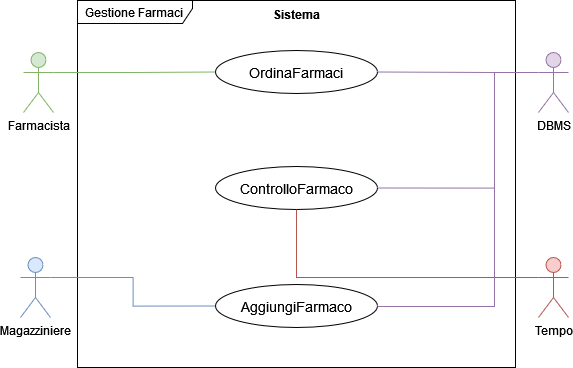 Gestione Farmaci
Sistema
OrdinaFarmaci
Farmacista
DBMS
ControlloFarmaco
AggiungiFarmaco
Magazziniere
Tempo